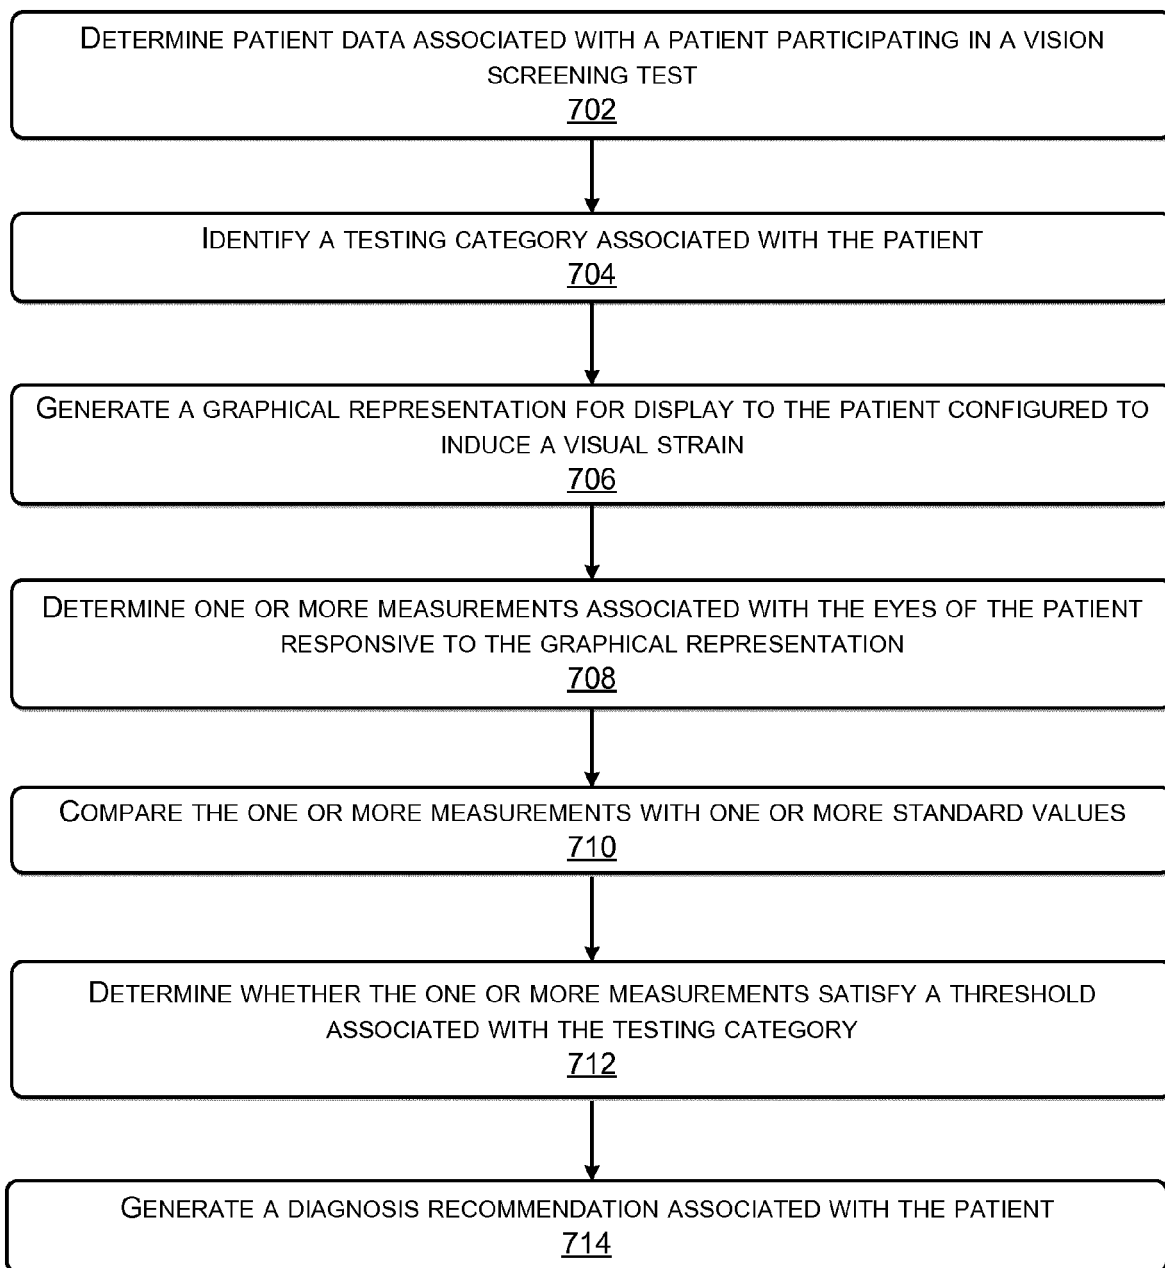 DETERMINE PATIENT DATA ASSOCIATED WITH A PATIENT PARTICIPATING IN A VISION
SCREENING TEST
702
IDENTIFY A TESTING CATEGORY ASSOCIATED WITH THE PATIENT
704
GENERATE A GRAPHICAL REPRESENTATION FOR DISPLAY TO THE PATIENT CONFIGURED TO
INDUCE A VISUAL STRAIN
706
DETERMINE ONE OR MORE MEASUREMENTS ASSOCIATED WITH THE EYES OF THE PATIENT
RESPONSIVE TO THE GRAPHICAL REPRESENTATION
708
COMPARE THE ONE OR MORE MEASUREMENTS WITH ONE OR MORE STANDARD VALUES
710
DETERMINE WHETHER THE ONE OR MORE MEASUREMENTS SATISFY A THRESHOLD
ASSOCIATED WITH THE TESTING CATEGORY
712
GENERATE A DIAGNOSIS RECOMMENDATION ASSOCIATED WITH THE PATIENT
714